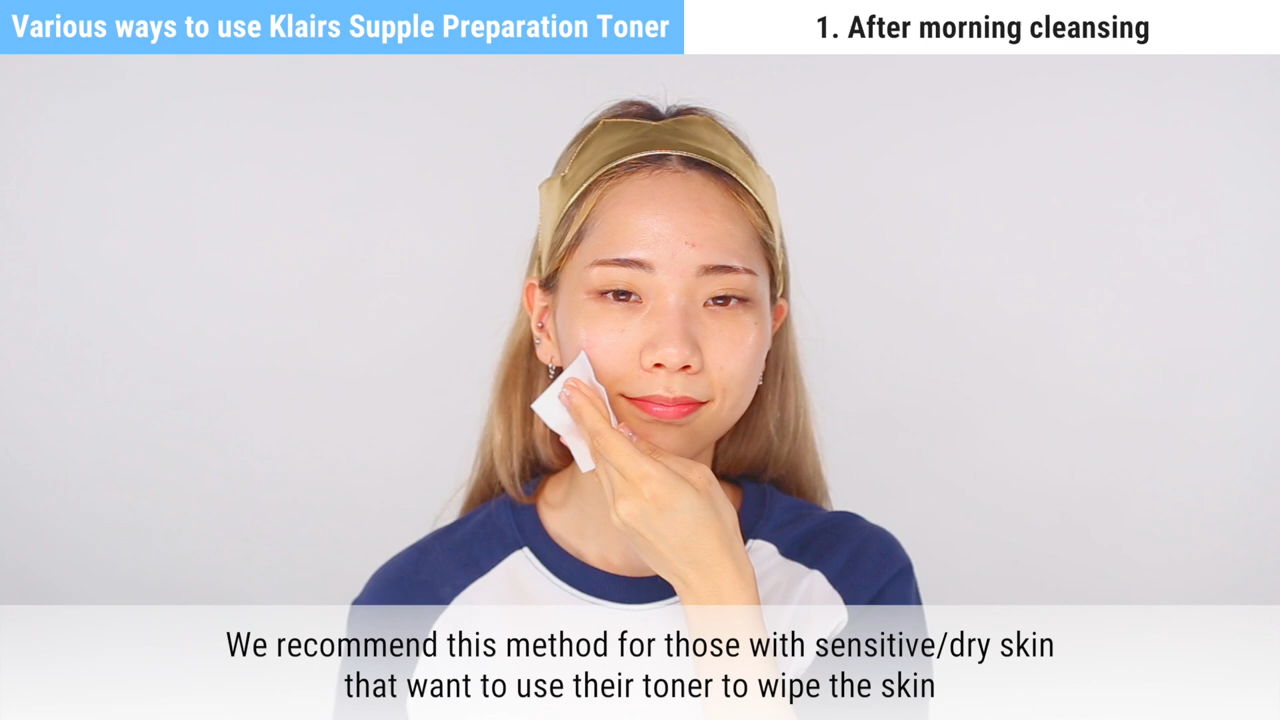 Various ways to use Klairs Supple Preparation Toner
1. After morning cleansing
We recommend this method for those with sensitive/dry skin
that want to use their toner to wipe the skin